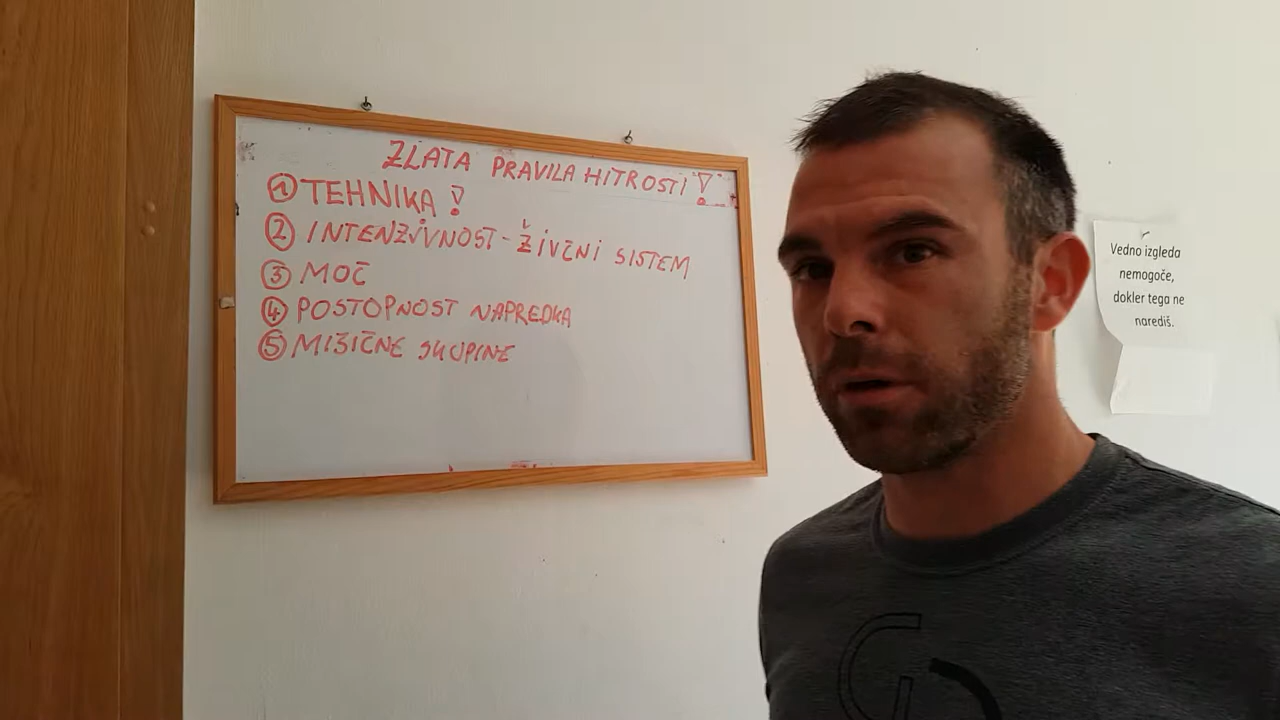 ZLATA PRAVILA HITROSTI!
① TEHNIKA!
② INTENZIVNOST - ŽIVČNI SISTEM
③ MOČ
④ POSTOPNOST NAPREDKA
⑤ MIŠIČNE SKUPINE
Vedno izgleda
nemogoče,
dokler tega ne
narediš.